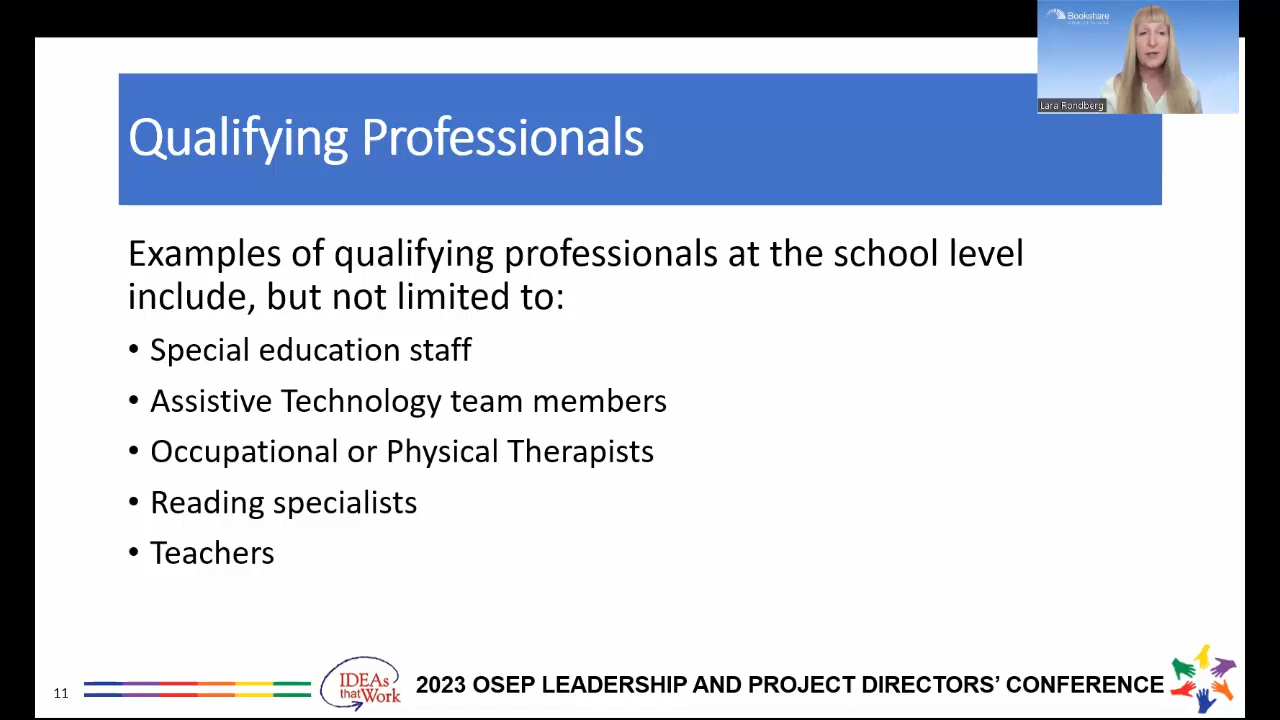 Bookshare
Lara Rondberg
Qualifying Professionals
Examples of qualifying professionals at the school level
include, but not limited to:
• Special education staff
• Assistive Technology team members
• Occupational or Physical Therapists
• Reading specialists
• Teachers
11
IDEAs
that Work
2023 OSEP LEADERSHIP AND PROJECT DIRECTORS’ CONFERENCE